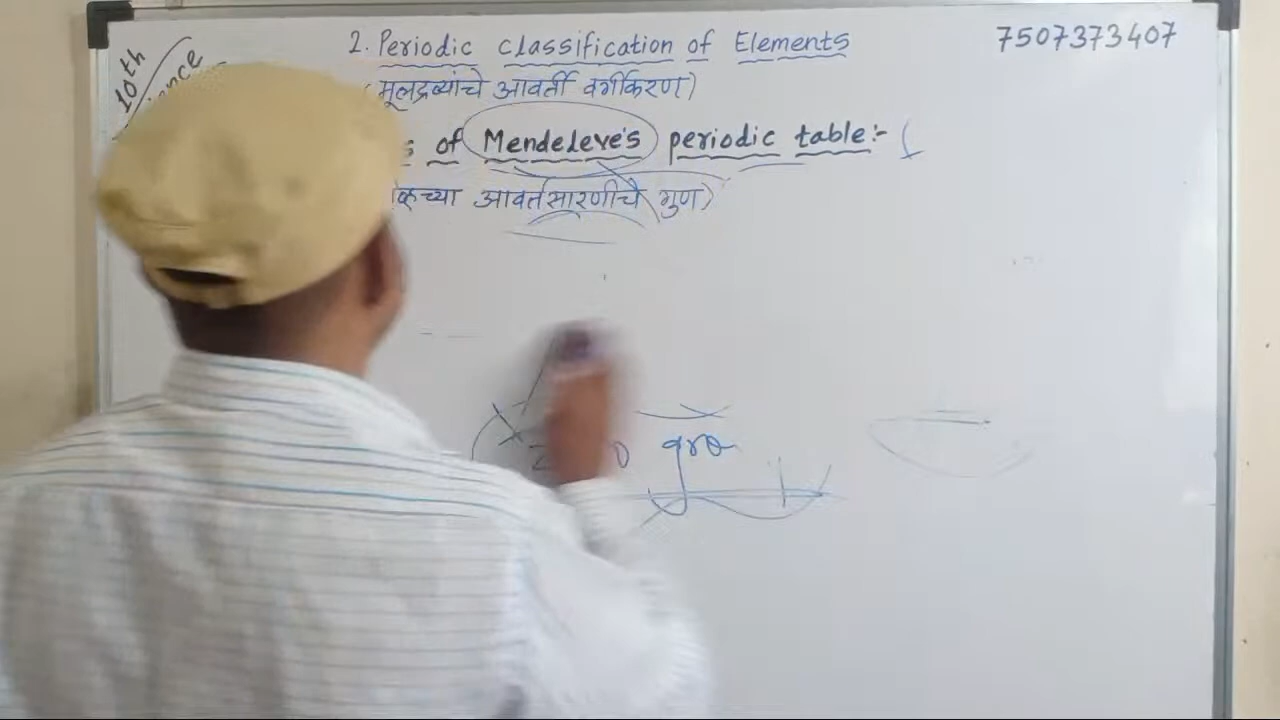 2. Periodic classification of Elements
7507373407
10th
(मूलद्रव्यांचे आवर्ती वर्गीकरण)
of Mendeleve's periodic table:-
आवर्तसारणीचे गुण)